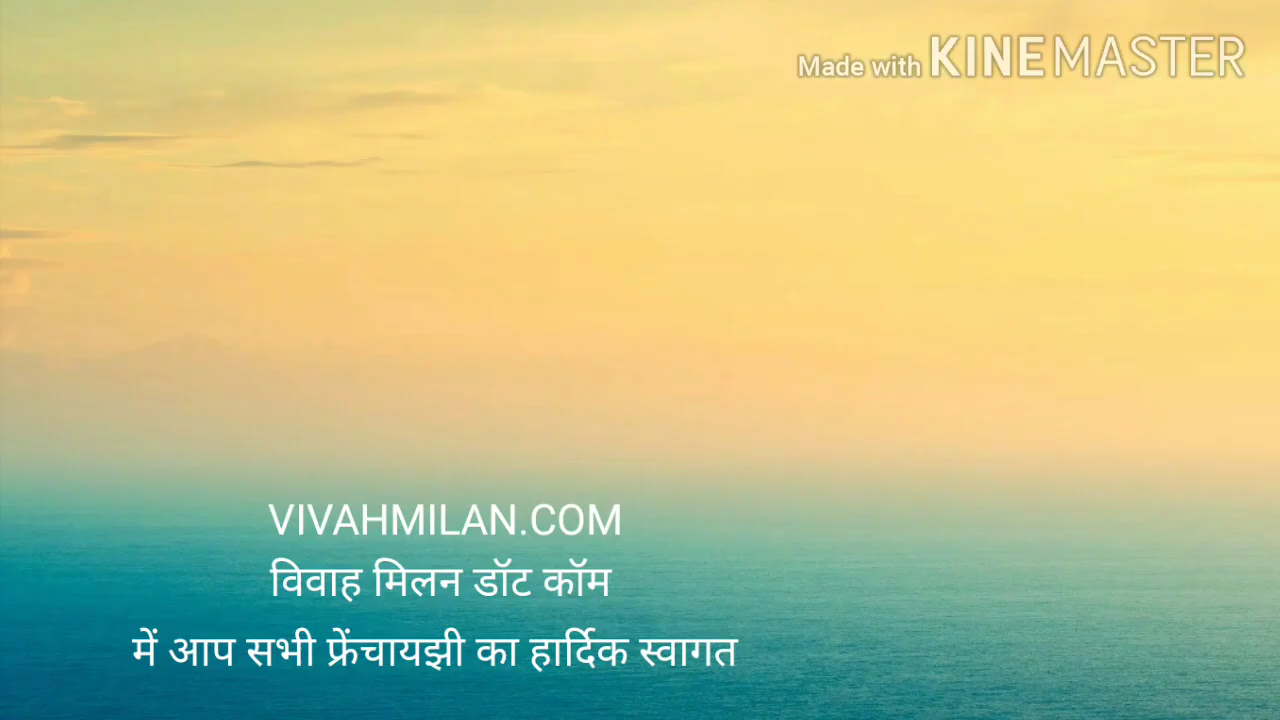 Made with KINEMASTER
VIVAHMILAN.COM
विवाह मिलन डॉट कॉम
में आप सभी फ्रेंचायझी का हार्दिक स्वागत